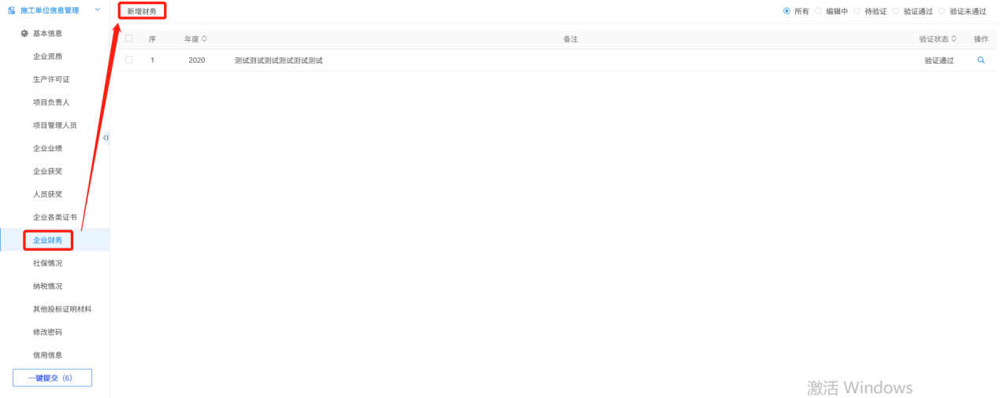 施工单位信息管理
新增财务
所有 编辑中 待验证 验证通过 验证未通过
基本信息
企业资质
生产许可证
项目负责人
项目管理人员
企业业绩
企业获奖
人员获奖
企业各类证书
企业财务
社保情况
纳税情况
其他投标证明材料
修改密码
信用信息
一键提交（6）
序 年度 备注 验证状态 操作
1 2020 测试测试测试测试测试测试 验证通过
激活 Windows